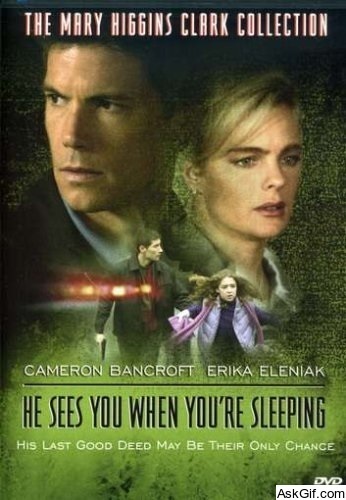 THE MARY HIGGINS CLARK COLLECTION
CAMERON BANCROFT ERIKA ELENIAK
HE SEES YOU WHEN YOU'RE SLEEPING
HIS LAST GOOD DEED MAY BE THEIR ONLY CHANCE
DVD
AskGif.com